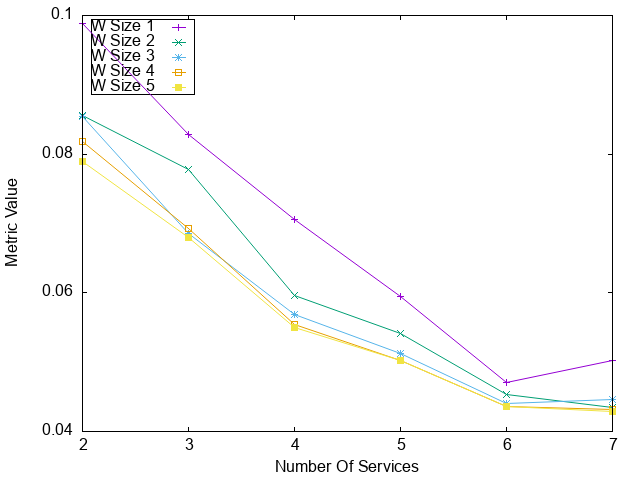 0.1
0.08
0.06
0.04
Metric Value
W Size 1
W Size 2
W Size 3
W Size 4
W Size 5
2 3 4 5 6 7
Number Of Services